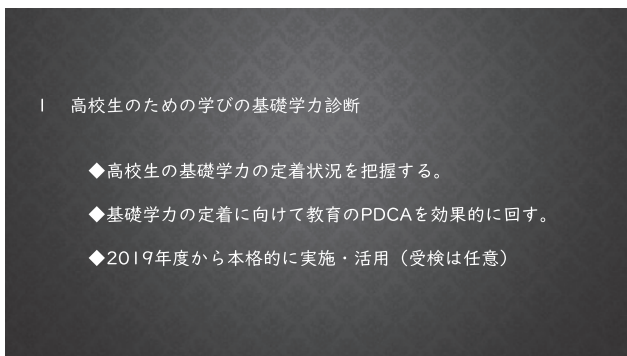 1 高校生のための学びの基礎学力診断
◆高校生の基礎学力の定着状況を把握する。
◆基礎学力の定着に向けて教育のPDCAを効果的に回す。
◆2019年度から本格的に実施・活用（受検は任意）